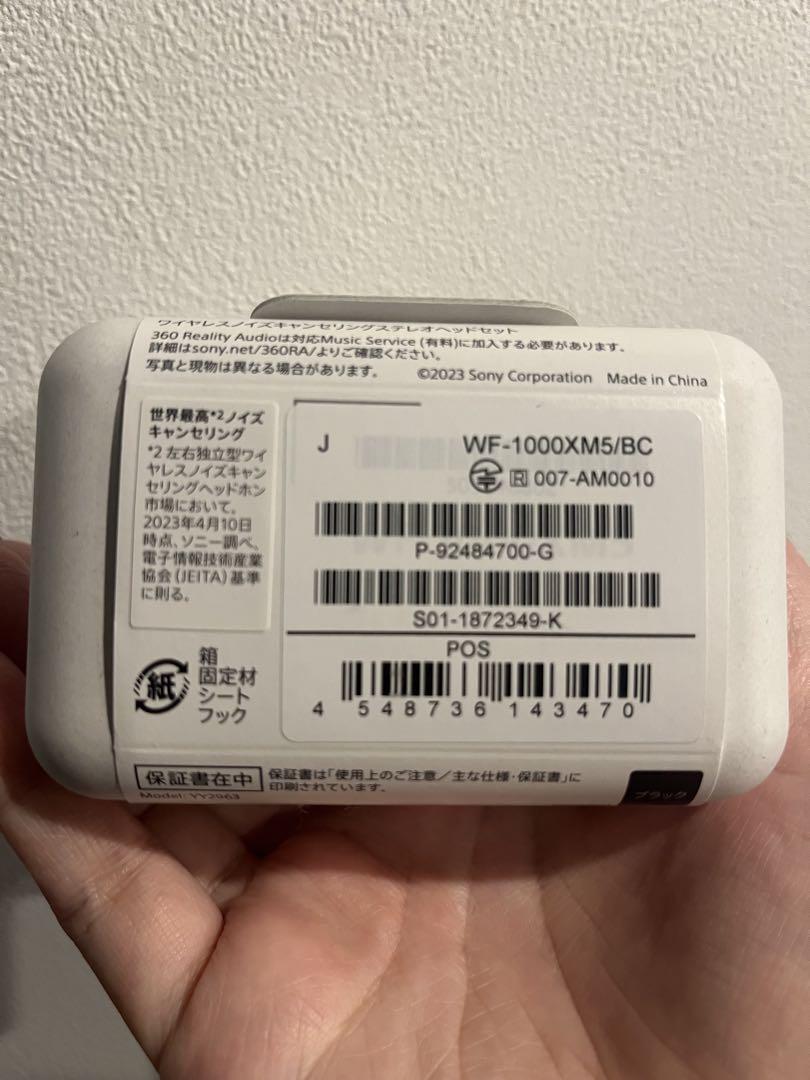 ワイヤレスノイズキャンセリングステレオヘッドセット
360 Reality Audioは対応Music Service (有料)に加入する必要があります。
詳細はsony.net/360RA/よりご確認ください。
写真と現物は異なる場合があります。 ©2023 Sony Corporation Made in China
世界最高*2ノイズ
キャンセリング
*2 左右独立型ワイ
ヤレスノイズキャン
セリングヘッドホン
市場において。
2023年4月10日
時点、ソニー調べ、
電子情報技術産業
協会(JEITA)基準
に則る。
J WF-1000XM5/BC
R 007-AM0010
P-92484700-G
S01-1872349-K
POS
4 548736 143470
紙
箱
固定材
シート
フック
保証書在中
保証書は「使用上のご注意/主な仕様・保証書」に
印刷されています。
Model: YY2963
ブラック